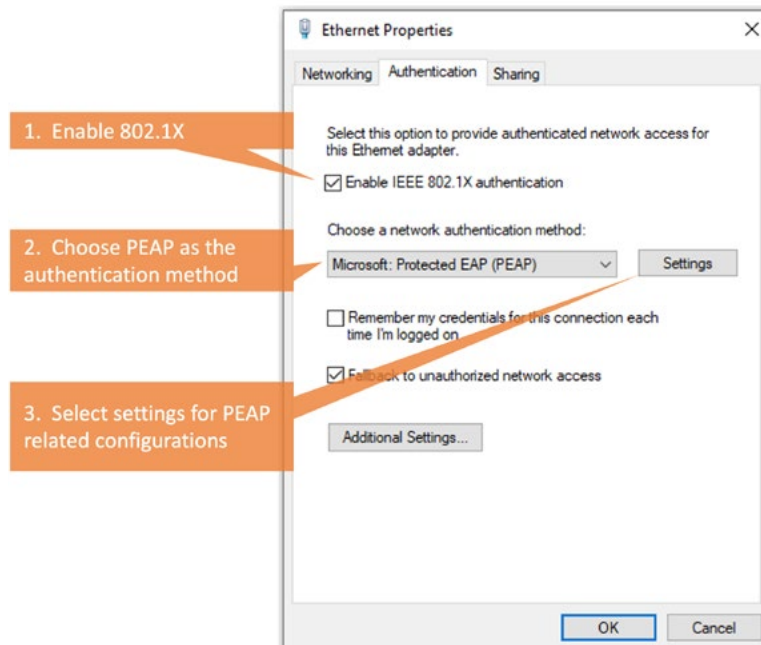 Ethernet Properties
Networking Authentication Sharing
1. Enable 802.1X
Select this option to provide authenticated network access for
this Ethernet adapter.
Enable IEEE 802.1X authentication
Choose a network authentication method:
2. Choose PEAP as the
authentication method
Microsoft: Protected EAP (PEAP)
Settings
Remember my credentials for this connection each
time I'm logged on
Fallback to unauthorized network access
3. Select settings for PEAP
related configurations
Additional Settings...
OK Cancel